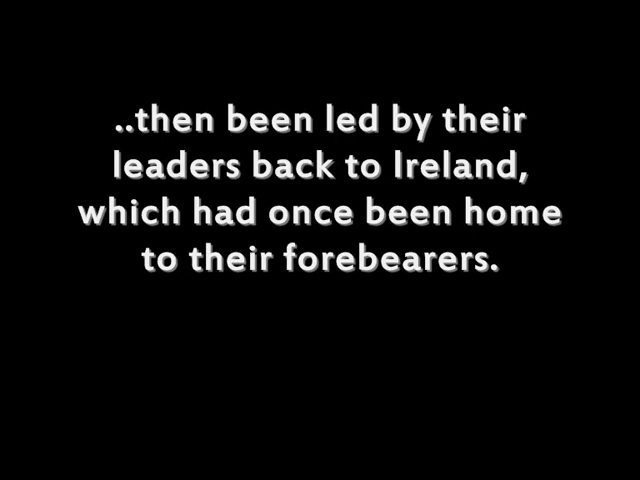 ..then been led by their
leaders back to Ireland,
which had once been home
to their forebearers.